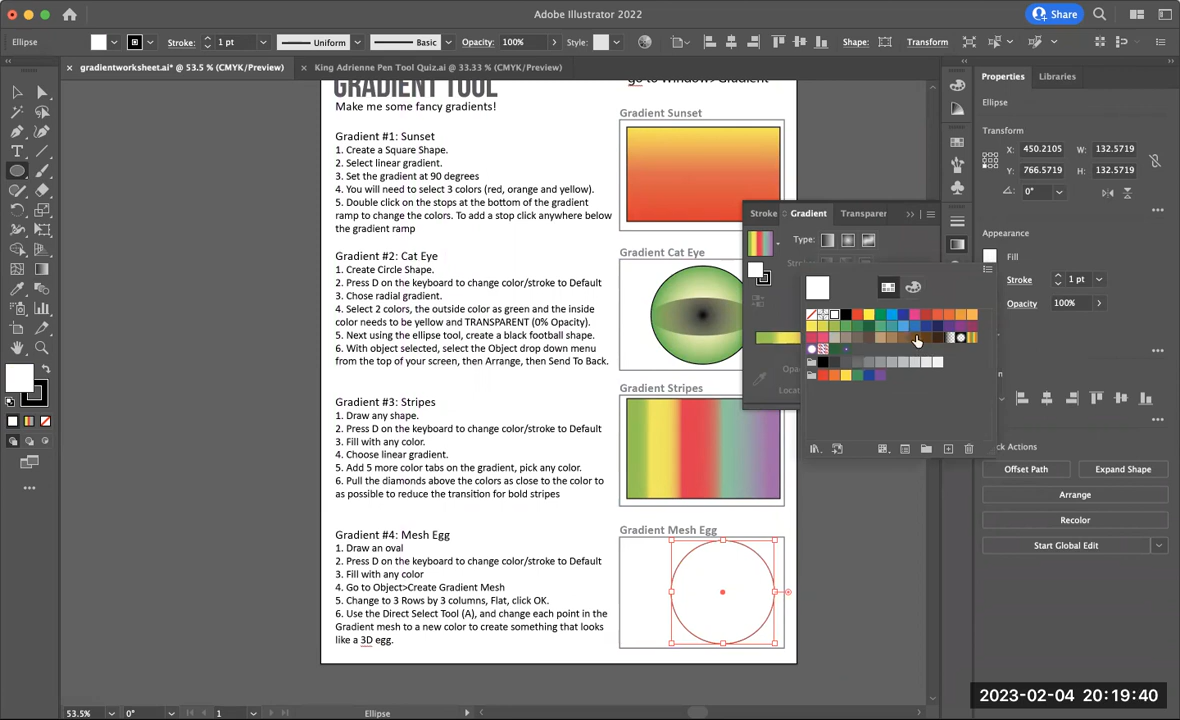 Adobe Illustrator 2022
Share
Ellipse
Stroke:
1 pt
Uniform
Basic
Opacity:
100%
Style:
Shape:
Transform
gradientworksheet.ai* @ 53.5 % (CMYK/Preview)
King Adrienne Pen Tool Quiz.ai @ 33.33 % (CMYK/Preview)
GRADIENT TOOL
go to Window> Gradient
Make me some fancy gradients!
Gradient #1: Sunset
1. Create a Square Shape.
2. Select linear gradient.
3. Set the gradient at 90 degrees
4. You will need to select 3 colors (red, orange and yellow).
5. Double click on the stops at the bottom of the gradient
ramp to change the colors. To add a stop click anywhere below
the gradient ramp
Gradient #2: Cat Eye
1. Create Circle Shape.
2. Press D on the keyboard to change color/stroke to Default
3. Chose radial gradient.
4. Select 2 colors, the outside color as green and the inside
color needs to be yellow and TRANSPARENT (0% Opacity).
5. Next using the ellipse tool, create a black football shape.
6. With object selected, select the Object drop down menu
from the top of your screen, then Arrange, then Send To Back.
Gradient #3: Stripes
1. Draw any shape.
2. Press D on the keyboard to change color/stroke to Default
3. Fill with any color.
4. Choose linear gradient.
5. Add 5 more color tabs on the gradient, pick any color.
6. Pull the diamonds above the colors as close to the color to
as possible to reduce the transition for bold stripes
Gradient #4: Mesh Egg
1. Draw an oval
2. Press D on the keyboard to change color/stroke to Default
3. Fill with any color
4. Go to Object>Create Gradient Mesh
5. Change to 3 Rows by 3 columns, Flat, click OK.
6. Use the Direct Select Tool (A), and change each point in the
Gradient mesh to a new color to create something that looks
like a 3D egg.
Gradient Sunset
Gradient Cat Eye
Gradient Stripes
Gradient Mesh Egg
Stroke
Gradient
Transparer
Type:
Properties
Libraries
Ellipse
Transform
X:
450.2105
W:
132.5719
Y:
766.5719
H:
132.5719
0°
Appearance
Fill
Stroke
1 pt
Opacity
100%
Offset Path
Expand Shape
Arrange
Recolor
Start Global Edit
53.5%
0°
1
Ellipse
2023-02-04 20:19:40